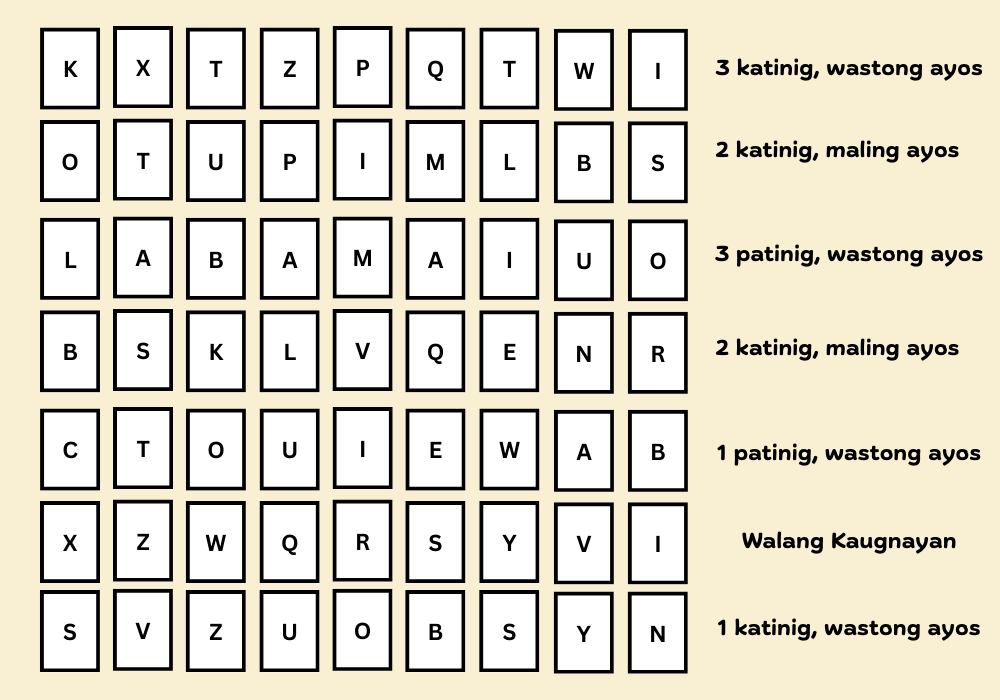 K X T Z P Q T W I 3 katinig, wastong ayos
O T U P I M L B S 2 katinig, maling ayos
L A B A M A I U O 3 patinig, wastong ayos
B S K L V Q E N R 2 katinig, maling ayos
C T O U I E W A B 1 patinig, wastong ayos
X Z W Q R S Y V I Walang Kaugnayan
S V Z U O B S Y N 1 katinig, wastong ayos